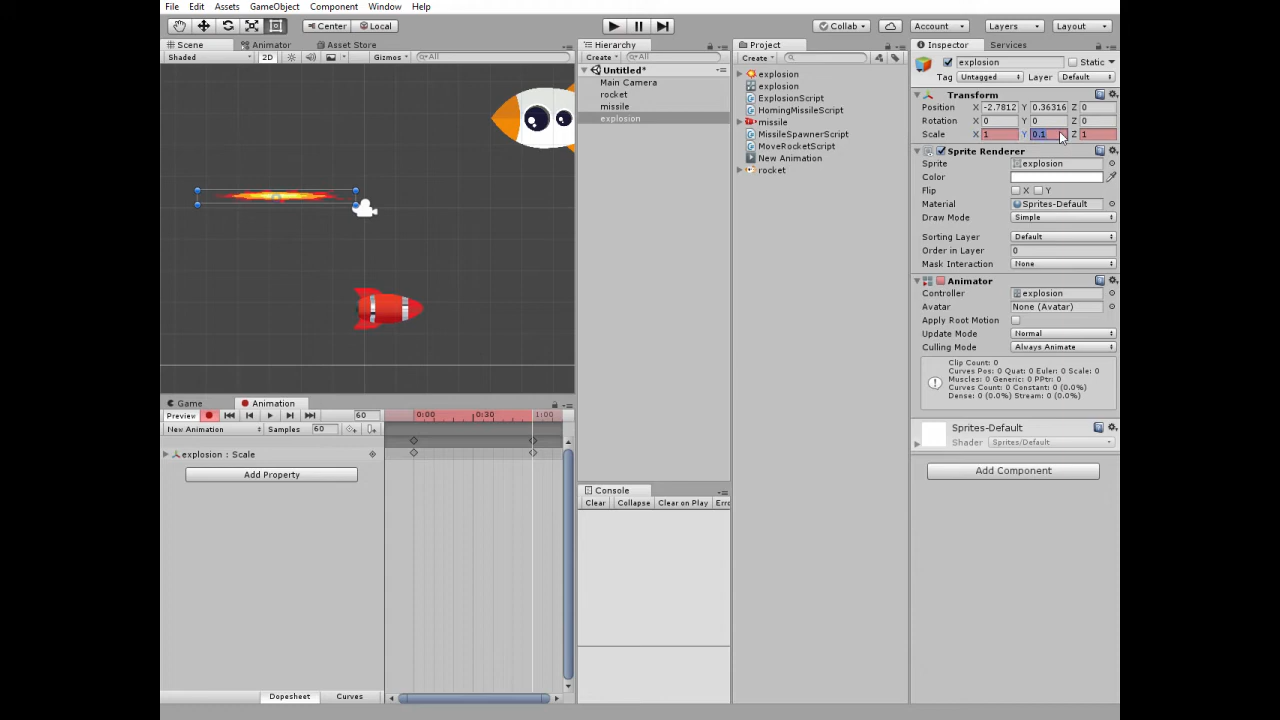 File Edit Assets GameObject Component Window Help
Center Local Collab Account Layers Layout
Scene Animator Asset Store
Shaded 2D Gizmos All
Hierarchy
Create All
Untitled*
Main Camera
rocket
missile
explosion
Project
Create
explosion
explosion
ExplosionScript
HomingMissileScript
missile
MissileSpawnerScript
MoveRocketScript
New Animation
rocket
Inspector Services
explosion Static
Tag Untagged Layer Default
Transform
Position X -2.7812 Y 0.36316 Z 0
Rotation X 0 Y 0 Z 0
Scale X 1 Y 0.1 Z 1
Sprite Renderer
Sprite explosion
Color
Flip X Y
Material Sprites-Default
Draw Mode Simple
Sorting Layer Default
Order in Layer 0
Mask Interaction None
Animator
Controller explosion
Avatar None (Avatar)
Apply Root Motion
Update Mode Normal
Culling Mode Always Animate
Clip Count: 0
Curves Pos: 0 Quat: 0 Euler: 0 Scale: 0
Muscles: 0 Generic: 0 PPtr: 0
Curves Count: 0 Constant: 0 (0.0%)
Dense: 0 (0.0%) Stream: 0 (0.0%)
Sprites-Default
Shader Sprites/Default
Add Component
Game Animation
Preview 60 0:00 0:30 1:00
New Animation Samples 60
explosion : Scale
Add Property
Dopesheet Curves
Console
Clear Collapse Clear on Play Erro